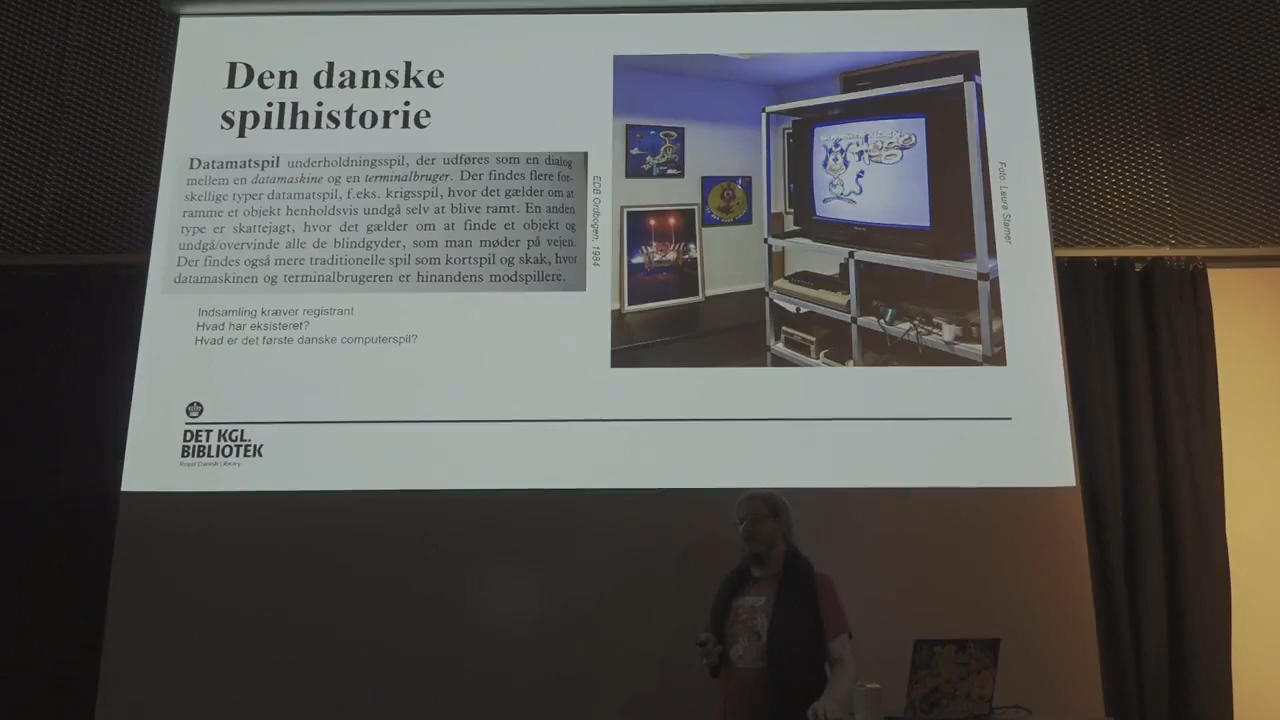 Den danske
spilhistorie
Datamatspil underholdningsspil, der udføres som en dialog
mellem en datamaskine og en terminalbruger. Der findes flere for-
skellige typer datamatspil, f.eks. krigsspil, hvor det gælder om at
ramme et objekt henholdsvis undgå selv at blive ramt. En anden
type er skattejagt, hvor det gælder om at finde et objekt og
undgå/overvinde alle de blindgyder, som man møder på vejen.
Der findes også mere traditionelle spil som kortspil og skak, hvor
datamaskinen og terminalbrugeren er hinandens modspillere.
EDB Ordbogen, 1984
Indsamling kræver registrant
Hvad har eksisteret?
Hvad er det første danske computerspil?
Hugo
DET KGL.
BIBLIOTEK
Royal Danish Library